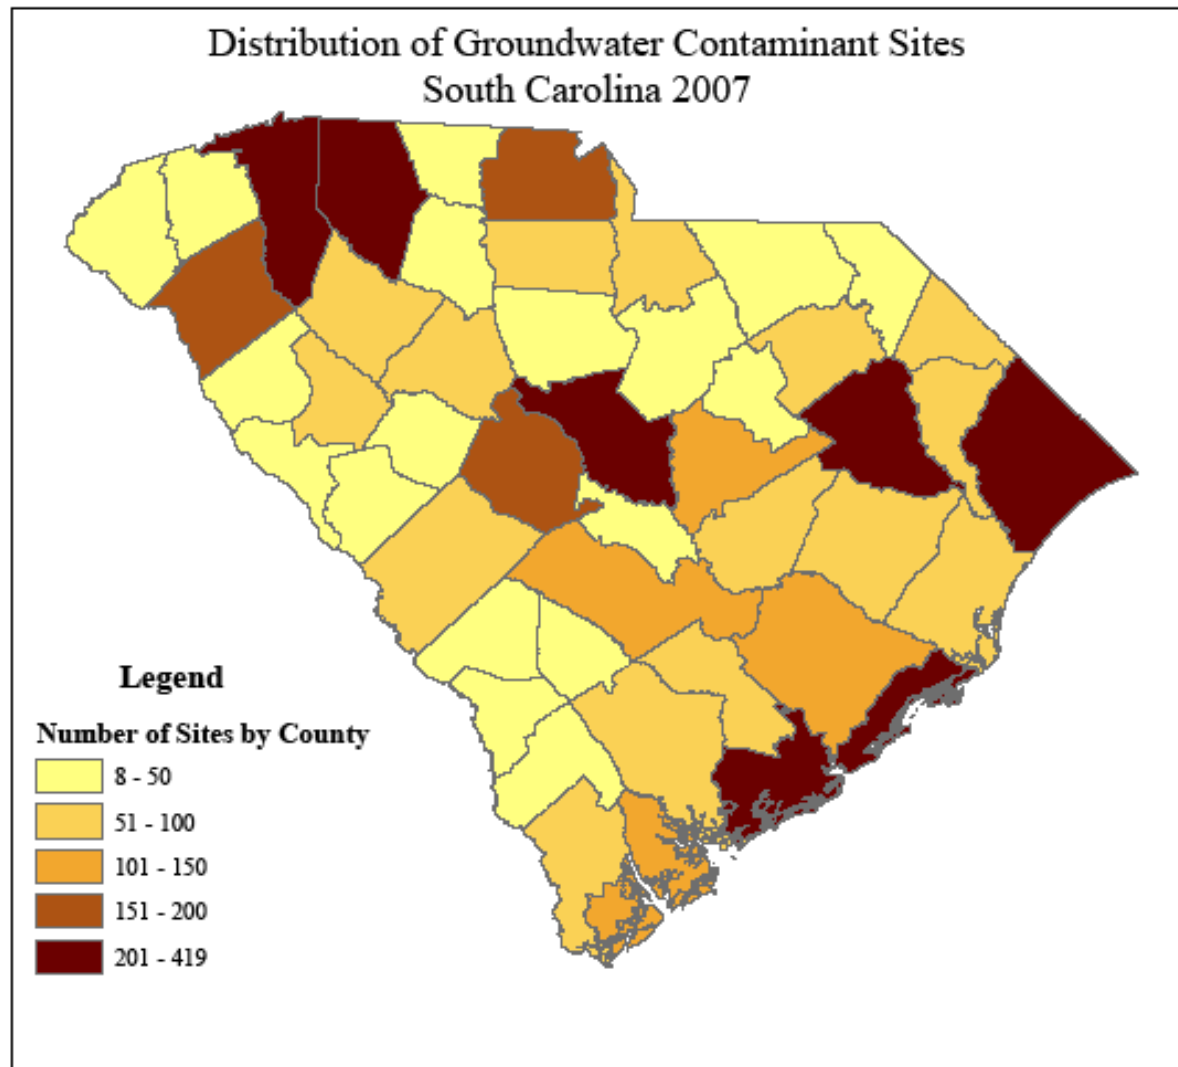 Distribution of Groundwater Contaminant Sites
South Carolina 2007
Legend
Number of Sites by County
8 - 50
51 - 100
101 - 150
151 - 200
201 - 419